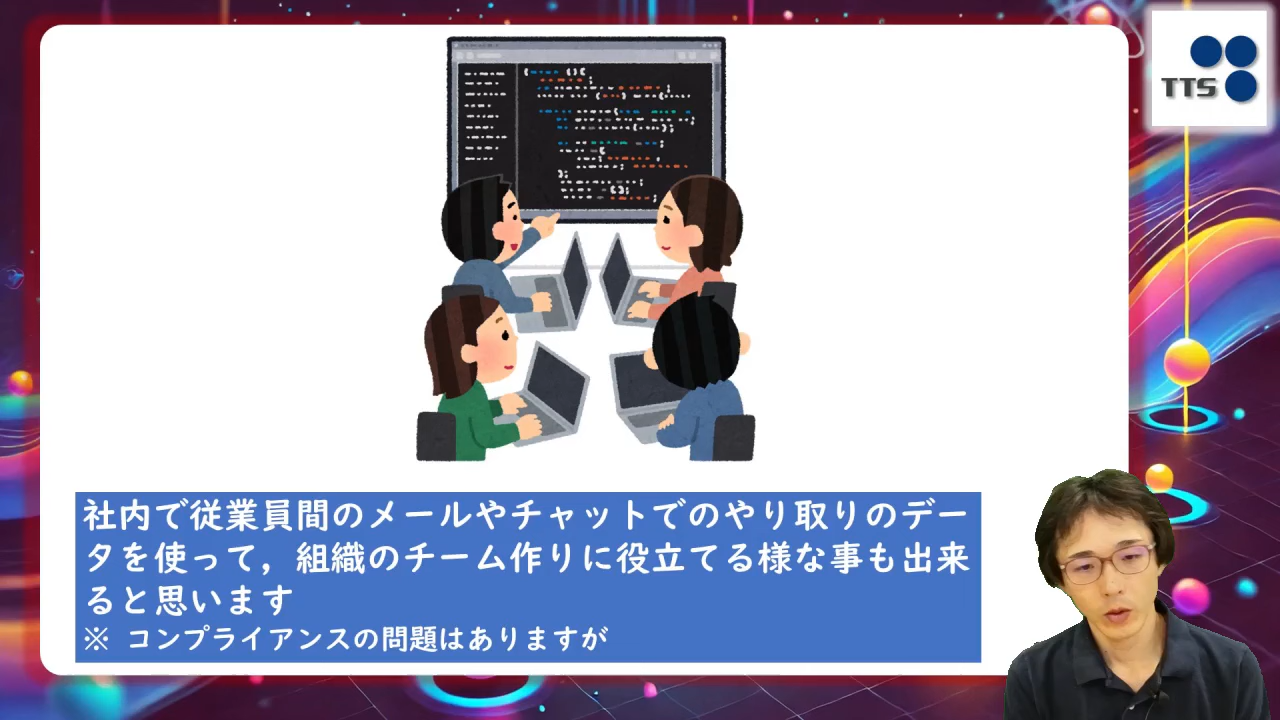 TTS
社内で従業員間のメールやチャットでのやり取りのデー
タを使って，組織のチーム作りに役立てる様な事も出来
ると思います
※ コンプライアンスの問題はありますが